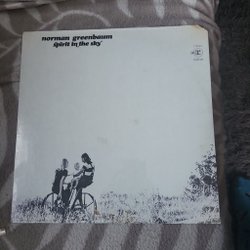 norman greenbaum
spirit in the sky